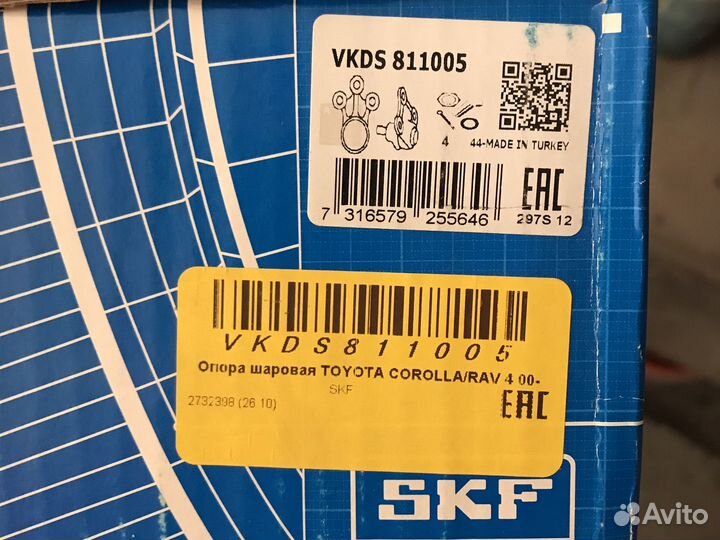 VKDS 811005
4
44-MADE IN TURKEY
7 316579 255646
EAC
297S 12
VKDS811005
Опора шаровая TOYOTA COROLLA/RAV 4 00-
SKF
2732398 (26 10)
EAC
SKF
Avito